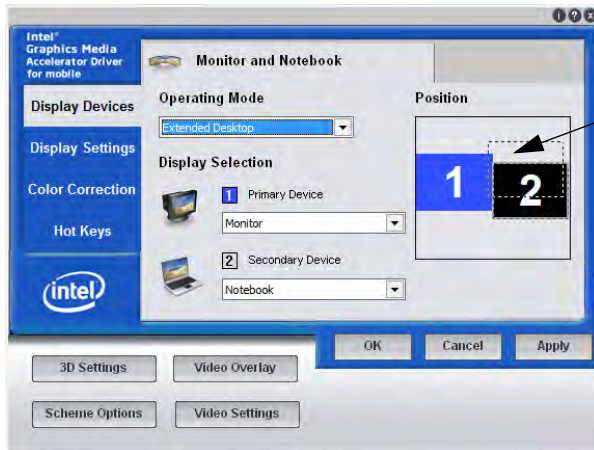 Intel®
Graphics Media
Accelerator Driver
for mobile
Monitor and Notebook
Display Devices
Display Settings
Color Correction
Hot Keys
intel
Operating Mode
Extended Desktop
Display Selection
1 Primary Device
Monitor
2 Secondary Device
Notebook
Position
1
2
OK Cancel Apply
3D Settings Video Overlay
Scheme Options Video Settings